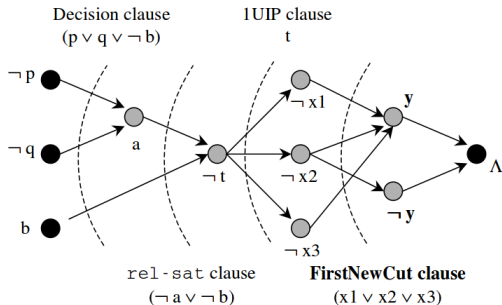 Decision clause
(p ∨ q ∨ ¬ b)
1UIP clause
t
¬ p
¬ q
b
a
¬ t
¬ x1
¬ x2
¬ x3
y
¬ y
Λ
rel-sat clause
(¬ a ∨ ¬ b)
FirstNewCut clause
(x1 ∨ x2 ∨ x3)